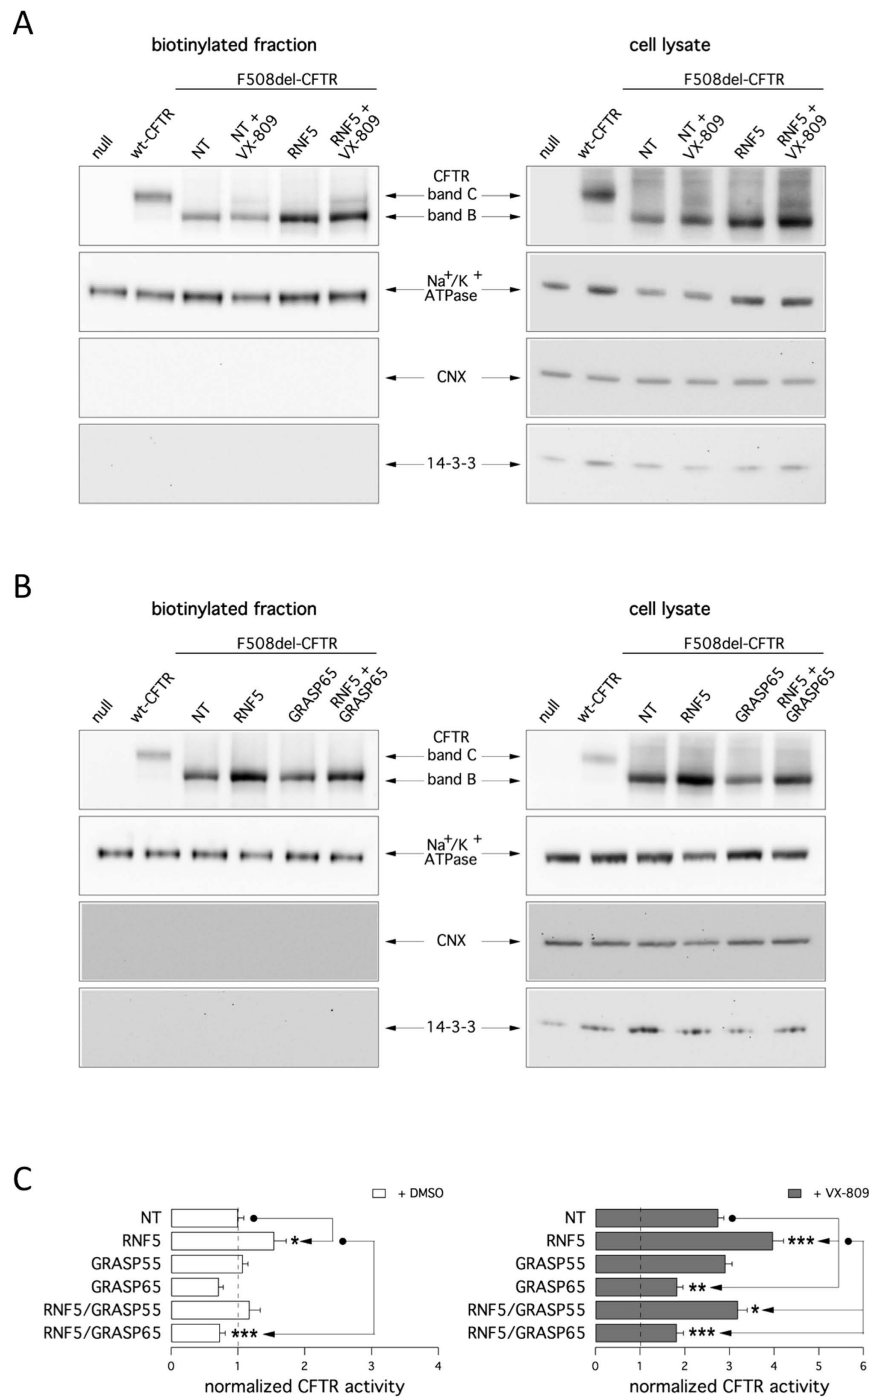 A
biotinylated fraction
cell lysate
F508del-CFTR
F508del-CFTR
null
wt-CFTR
NT
NT +
VX-809
RNF5
RNF5 +
VX-809
null
wt-CFTR
NT
NT +
VX-809
RNF5
RNF5 +
VX-809
CFTR
band C
band B
Na+/K+
ATPase
CNX
14-3-3
B
biotinylated fraction
cell lysate
F508del-CFTR
F508del-CFTR
null
wt-CFTR
NT
RNF5
GRASP65
RNF5 +
GRASP65
null
wt-CFTR
NT
RNF5
GRASP65
RNF5 +
GRASP65
CFTR
band C
band B
Na+/K+
ATPase
CNX
14-3-3
C
+ DMSO
NT
RNF5 *
GRASP55
GRASP65
RNF5/GRASP55
RNF5/GRASP65 ***
0 1 2 3 4
normalized CFTR activity
+ VX-809
NT
RNF5 ***
GRASP55
GRASP65 **
RNF5/GRASP55 *
RNF5/GRASP65 ***
0 1 2 3 4 5 6
normalized CFTR activity